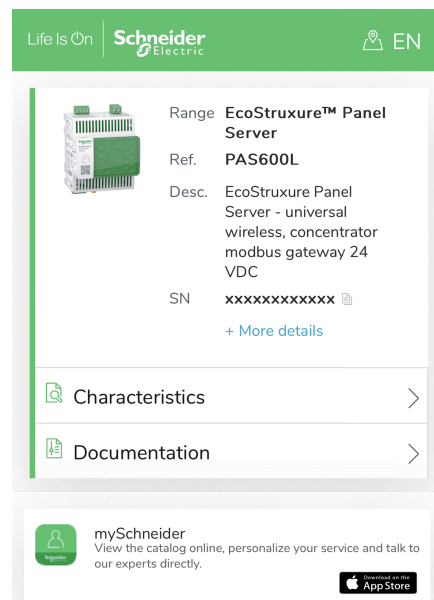 Life Is On | Schneider Electric
EN
Range EcoStruxure™ Panel
Server
Ref. PAS600L
Desc. EcoStruxure Panel
Server - universal
wireless, concentrator
modbus gateway 24
VDC
SN xxxxxxxxxxxx
+ More details
Characteristics
Documentation
Schneider
mySchneider
View the catalog online, personalize your service and talk to
our experts directly.
Download on the
App Store